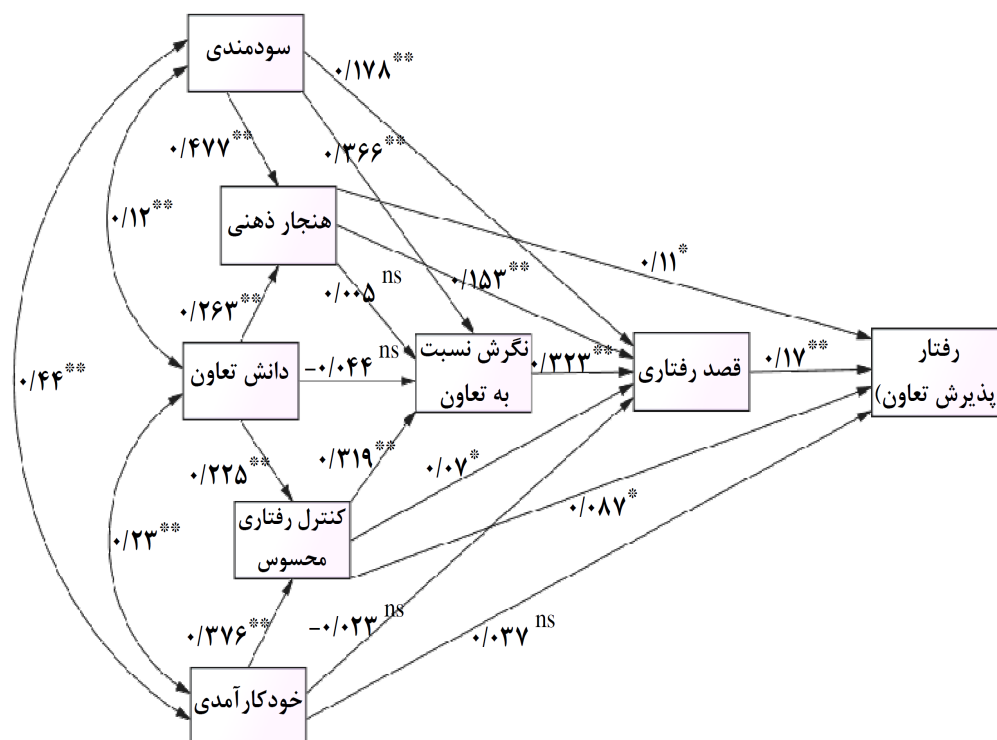 سودمندی
۰/۱۷۸**
۰/۴۷۷**
۰/۳۶۶**
هنجار ذهنی
۰/۱۲**
۰/۱۱*
۰/۱۵۳**
۰/۰۰۵ ns
۰/۲۶۳**
نگرش نسبت
به تعاون
دانش تعاون
-۰/۰۴۴ ns
۰/۳۲۳**
قصد رفتاری
۰/۱۷**
رفتار
پذیرش تعاون)
۰/۴۴**
۰/۲۲۵**
۰/۳۱۹**
۰/۰۷*
۰/۰۸۷*
کنترل رفتاری
محسوس
۰/۲۳**
۰/۳۷۶**
-۰/۰۲۳ ns
۰/۰۳۷ ns
خودکارآمدی